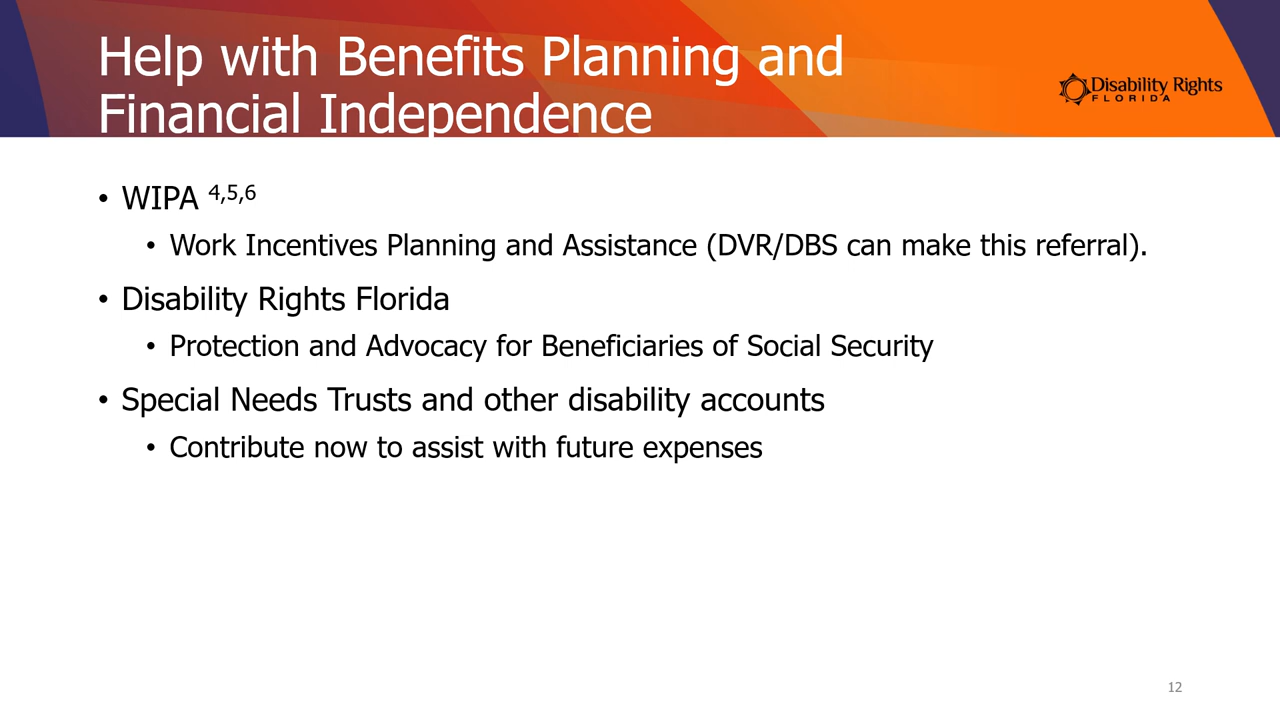 Help with Benefits Planning and
Financial Independence
Disability Rights
FLORIDA
• WIPA 4,5,6
• Work Incentives Planning and Assistance (DVR/DBS can make this referral).
• Disability Rights Florida
• Protection and Advocacy for Beneficiaries of Social Security
• Special Needs Trusts and other disability accounts
• Contribute now to assist with future expenses
12